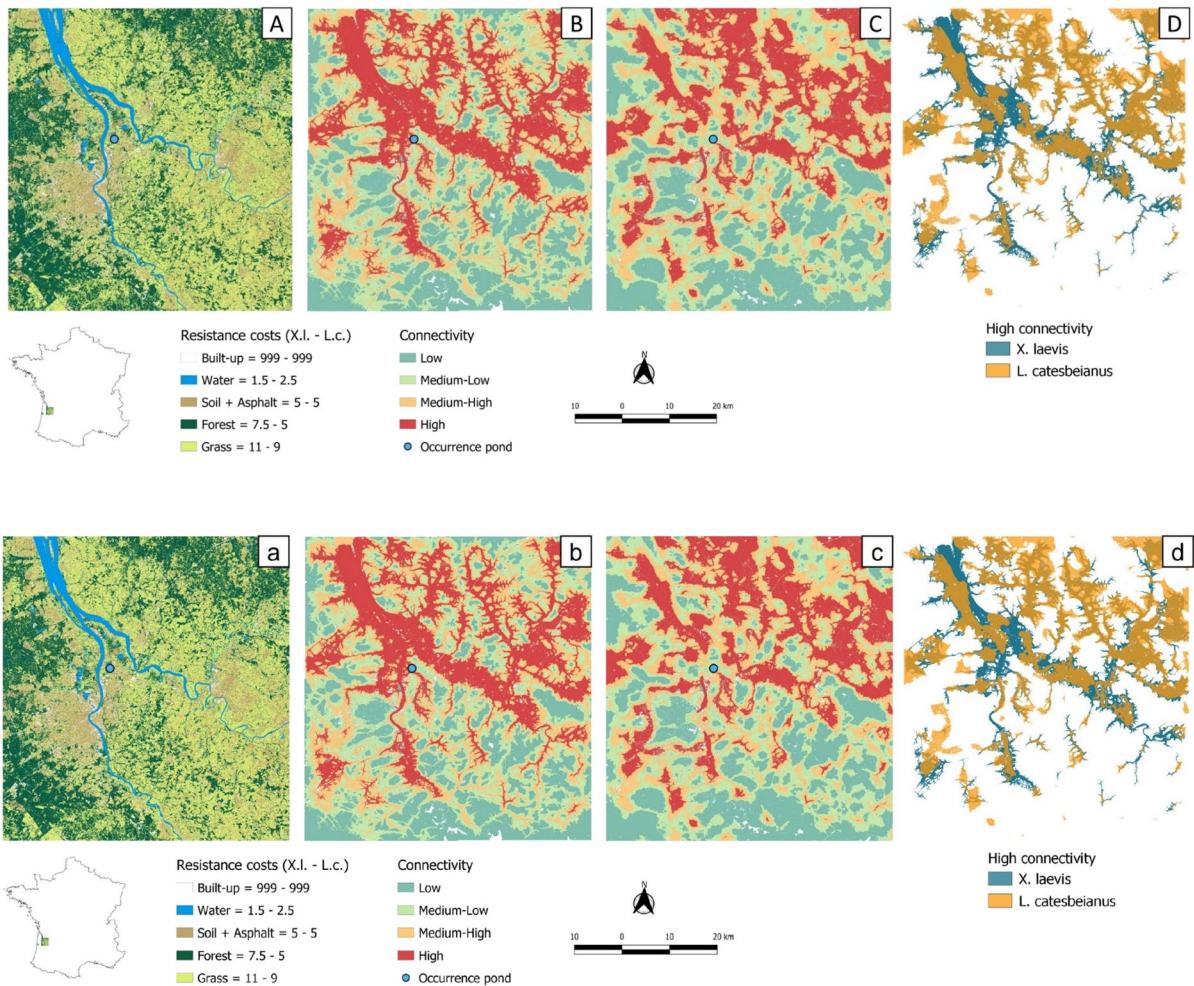 A
B
C
D
Resistance costs (X.l. - L.c.)
Built-up = 999 - 999
Water = 1.5 - 2.5
Soil + Asphalt = 5 - 5
Forest = 7.5 - 5
Grass = 11 - 9
Connectivity
Low
Medium-Low
Medium-High
High
Occurrence pond
N
10 0 10 20 km
High connectivity
X. laevis
L. catesbeianus
a
b
c
d
Resistance costs (X.l. - L.c.)
Built-up = 999 - 999
Water = 1.5 - 2.5
Soil + Asphalt = 5 - 5
Forest = 7.5 - 5
Grass = 11 - 9
Connectivity
Low
Medium-Low
Medium-High
High
Occurrence pond
N
10 0 10 20 km
High connectivity
X. laevis
L. catesbeianus